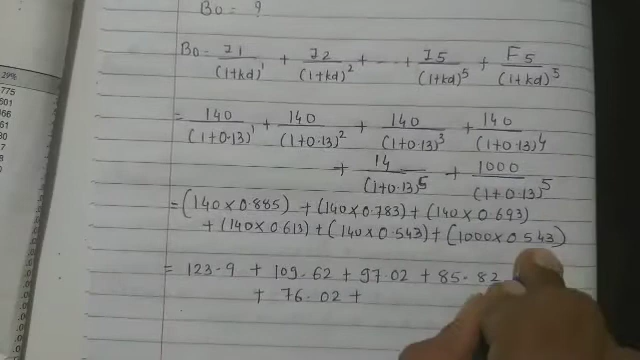 B0 = ?
B0 = I1/(1+kd)^1 + I2/(1+kd)^2 + --- + I5/(1+kd)^5 + F5/(1+kd)^5
= 140/(1+0.13)^1 + 140/(1+0.13)^2 + 140/(1+0.13)^3 + 140/(1+0.13)^4
+ 14/(1+0.13)^5 + 1000/(1+0.13)^5
= (140×0.885) + (140×0.783) + (140×0.693)
+ (140×0.613) + (140×0.543) + (1000×0.543)
= 123.9 + 109.62 + 97.02 + 85.82
+ 76.02 +
29%
775